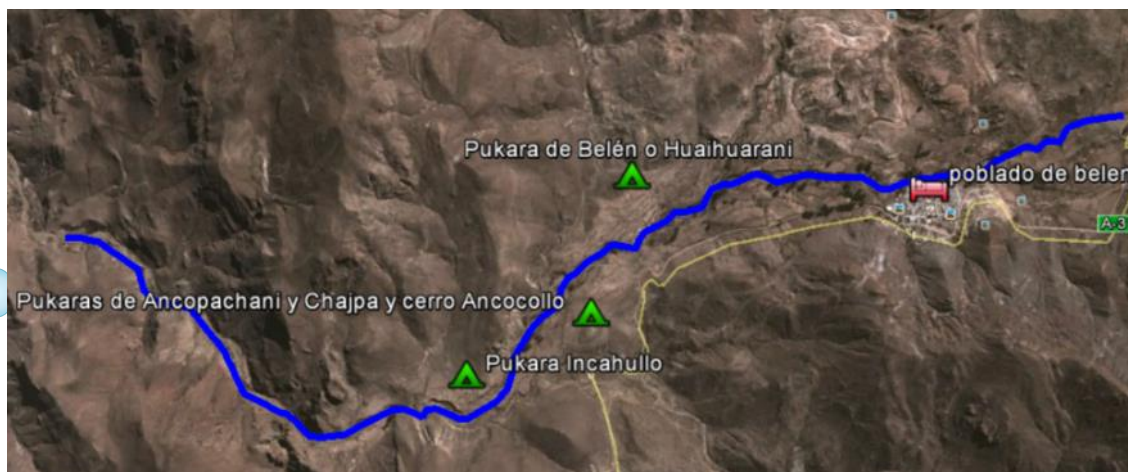 Pukara de Belén o Huaihuarani
poblado de belen
A-3
Pukaras de Ancopachani y Chajpa y cerro Ancocollo
Pukara Incahullo